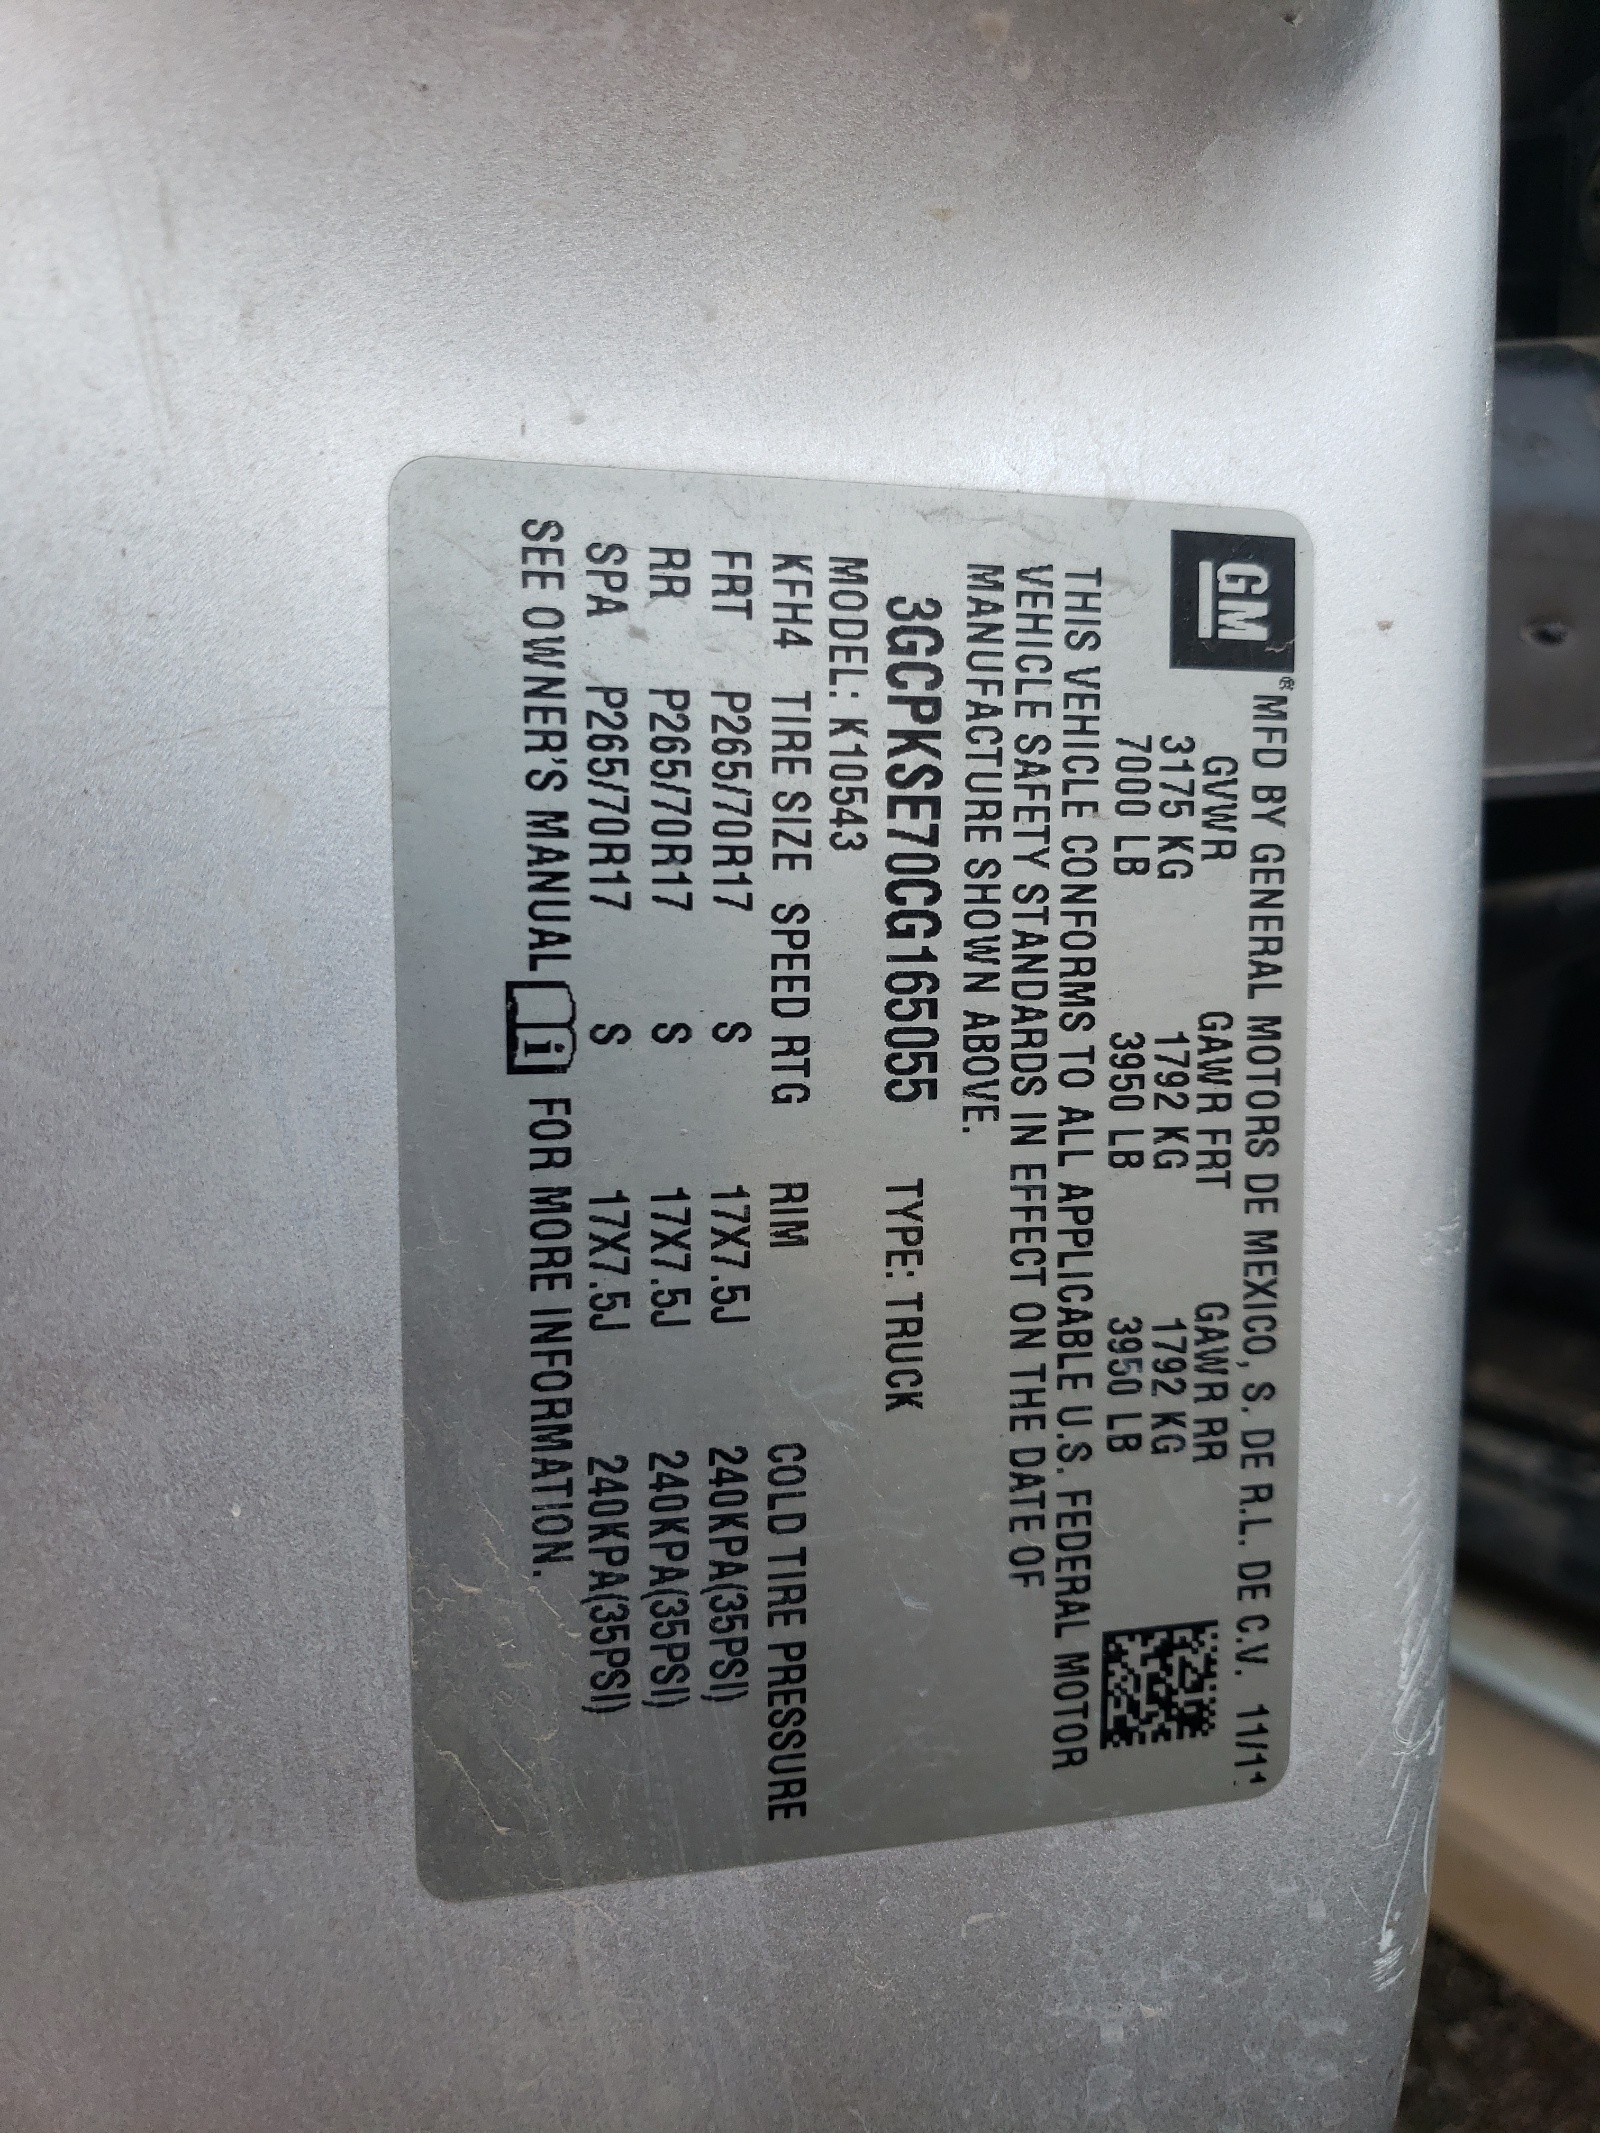 GM ® MFD BY GENERAL MOTORS DE MEXICO, S. DE R.L. DE C.V. 11/11
GVWR GAWR FRT GAWR RR
3175 KG 1792 KG 1792 KG
7000 LB 3950 LB 3950 LB
THIS VEHICLE CONFORMS TO ALL APPLICABLE U.S. FEDERAL MOTOR
VEHICLE SAFETY STANDARDS IN EFFECT ON THE DATE OF
MANUFACTURE SHOWN ABOVE.
3GCPKSE70CG165055 TYPE: TRUCK
MODEL: K10543
KFH4 TIRE SIZE SPEED RTG RIM COLD TIRE PRESSURE
FRT P265/70R17 S 17X7.5J 240KPA(35PSI)
RR P265/70R17 S 17X7.5J 240KPA(35PSI)
SPA P265/70R17 S 17X7.5J 240KPA(35PSI)
SEE OWNER'S MANUAL i FOR MORE INFORMATION.